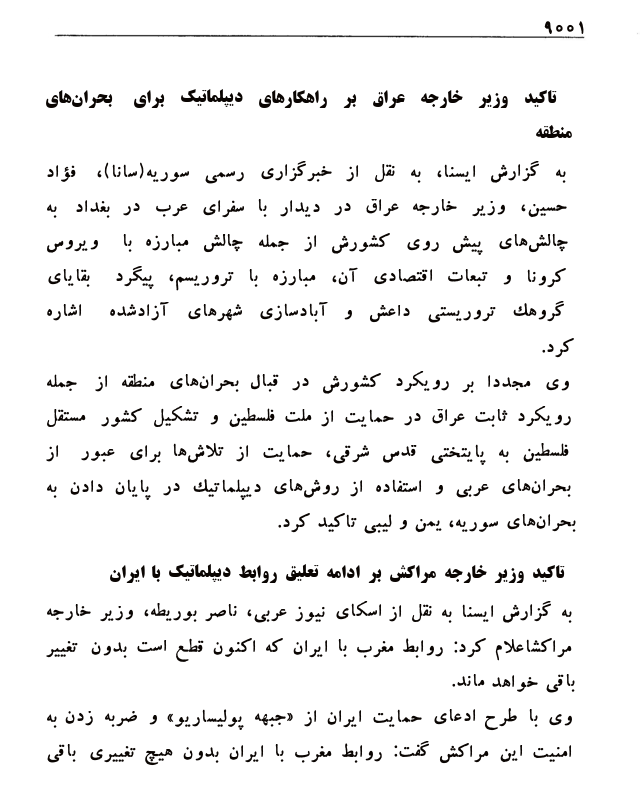 ۹۰۰۱
تاکید وزیر خارجه عراق بر راهکارهای دیپلماتیک برای بحران‌های
منطقه
به گزارش ایسنا، به نقل از خبرگزاری رسمی سوریه(سانا)، فؤاد
حسین، وزیر خارجه عراق در دیدار با سفرای عرب در بغداد به
چالش‌های پیش روی کشورش از جمله چالش مبارزه با ویروس
کرونا و تبعات اقتصادی آن، مبارزه با تروریسم، پیگرد بقایای
گروهك تروریستی داعش و آبادسازی شهرهای آزادشده اشاره
کرد.
وی مجددا بر رویکرد کشورش در قبال بحران‌های منطقه از جمله
رویکرد ثابت عراق در حمایت از ملت فلسطین و تشکیل کشور مستقل
فلسطین به پایتختی قدس شرقی، حمایت از تلاش‌ها برای عبور از
بحران‌های عربی و استفاده از روش‌های دیپلماتیك در پایان دادن به
بحران‌های سوریه، یمن و لیبی تاکید کرد.
تاکید وزیر خارجه مراکش بر ادامه تعلیق روابط دیپلماتیک با ایران
به گزارش ایسنا به نقل از اسکای نیوز عربی، ناصر بوریطه، وزیر خارجه
مراکشاعلام کرد: روابط مغرب با ایران که اکنون قطع است بدون تغییر
باقی خواهد ماند.
وی با طرح ادعای حمایت ایران از «جبهه پولیساریو» و ضربه زدن به
امنیت این مراکش گفت: روابط مغرب با ایران بدون هیچ تغییری باقی